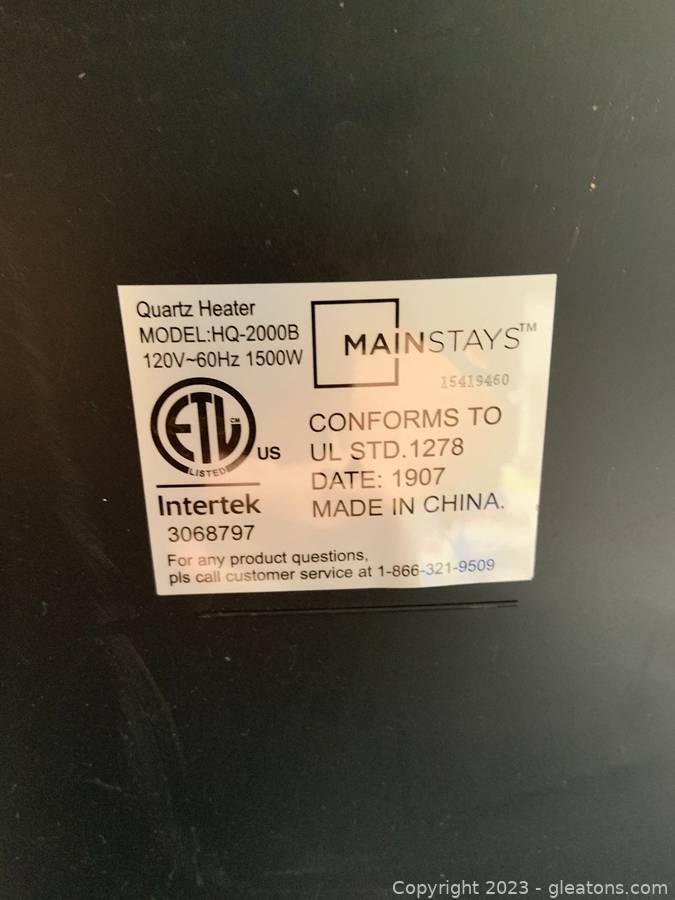 Quartz Heater
MODEL:HQ-2000B
120V~60Hz 1500W
MAINSTAYS™
15419460
ETL CM
LISTED
US
Intertek
3068797
CONFORMS TO
UL STD.1278
DATE: 1907
MADE IN CHINA.
For any product questions,
pls call customer service at 1-866-321-9509
Copyright 2023 - gleatons.com